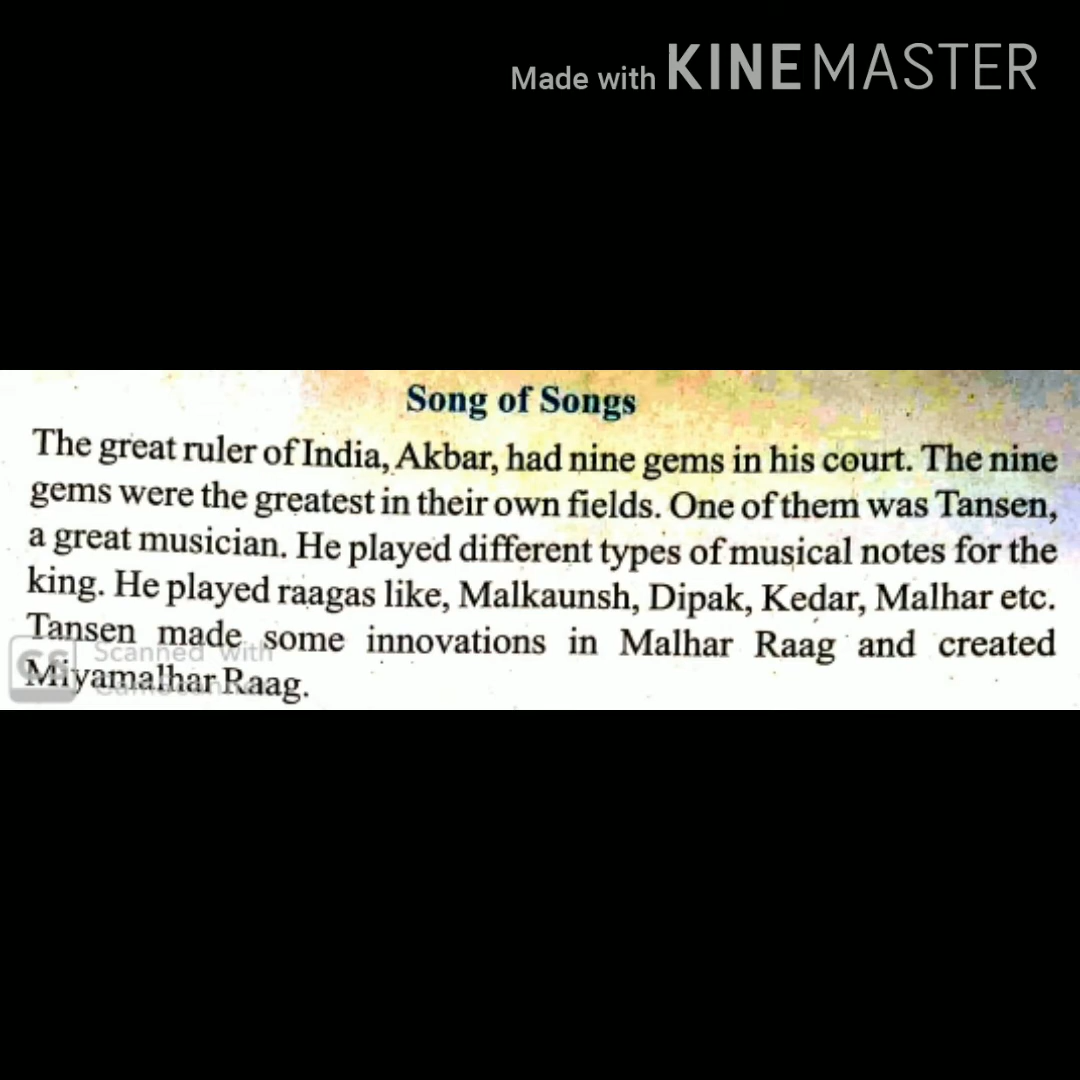 Made with KINEMASTER
Song of Songs
The great ruler of India, Akbar, had nine gems in his court. The nine
gems were the greatest in their own fields. One of them was Tansen,
a great musician. He played different types of musical notes for the
king. He played raagas like, Malkaunsh, Dipak, Kedar, Malhar etc.
Tansen made some innovations in Malhar Raag and created
Scanned with
Miyamalhar Raag.
CS